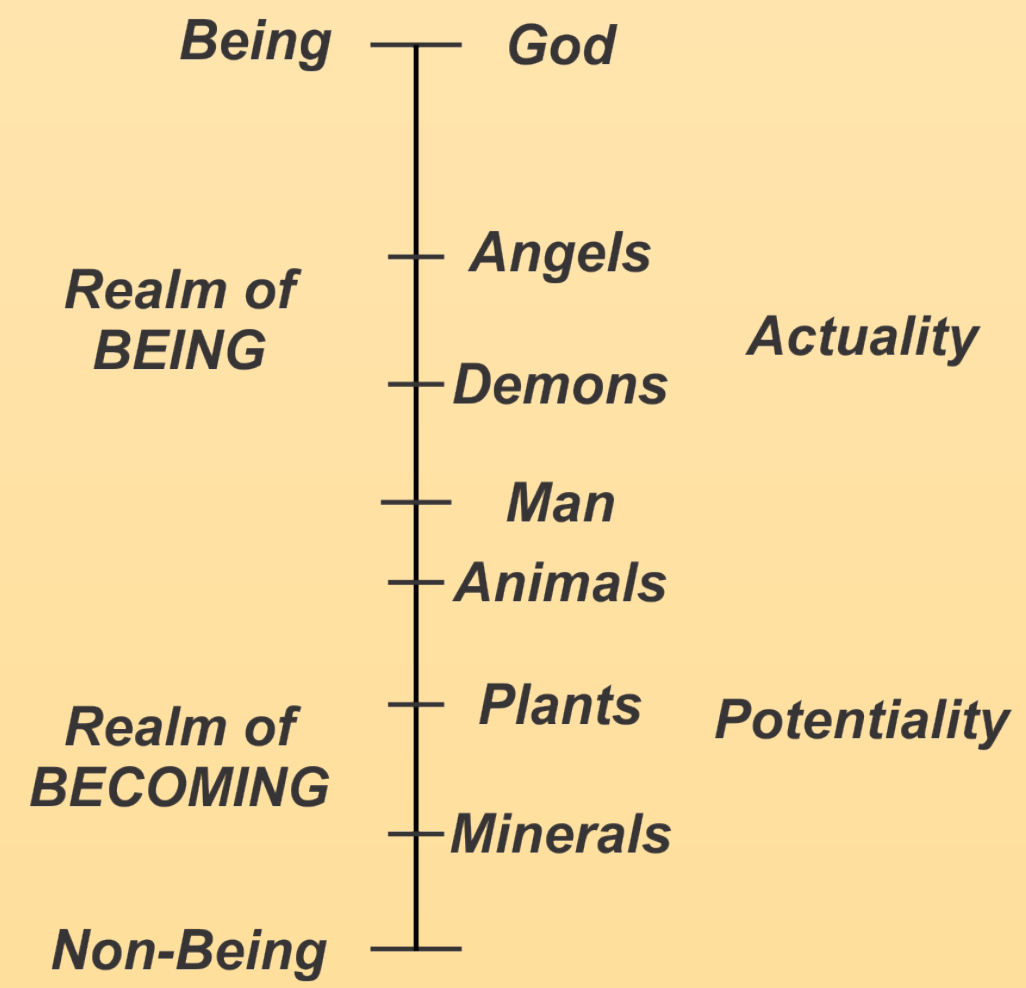 Being
God
Angels
Realm of
BEING
Actuality
Demons
Man
Animals
Plants
Realm of
BECOMING
Potentiality
Minerals
Non-Being